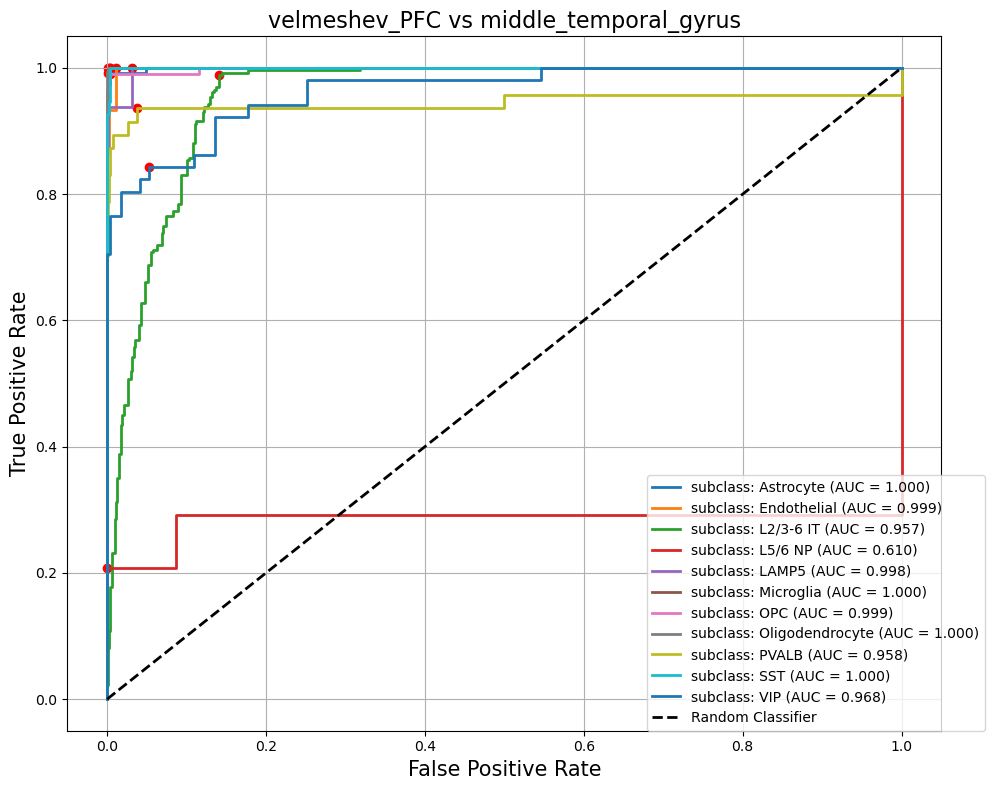 velmeshev_PFC vs middle_temporal_gyrus
True Positive Rate
1.0
0.8
0.6
0.4
0.2
0.0
0.0
0.2
0.4
0.6
0.8
1.0
False Positive Rate
subclass: Astrocyte (AUC = 1.000)
subclass: Endothelial (AUC = 0.999)
subclass: L2/3-6 IT (AUC = 0.957)
subclass: L5/6 NP (AUC = 0.610)
subclass: LAMP5 (AUC = 0.998)
subclass: Microglia (AUC = 1.000)
subclass: OPC (AUC = 0.999)
subclass: Oligodendrocyte (AUC = 1.000)
subclass: PVALB (AUC = 0.958)
subclass: SST (AUC = 1.000)
subclass: VIP (AUC = 0.968)
Random Classifier